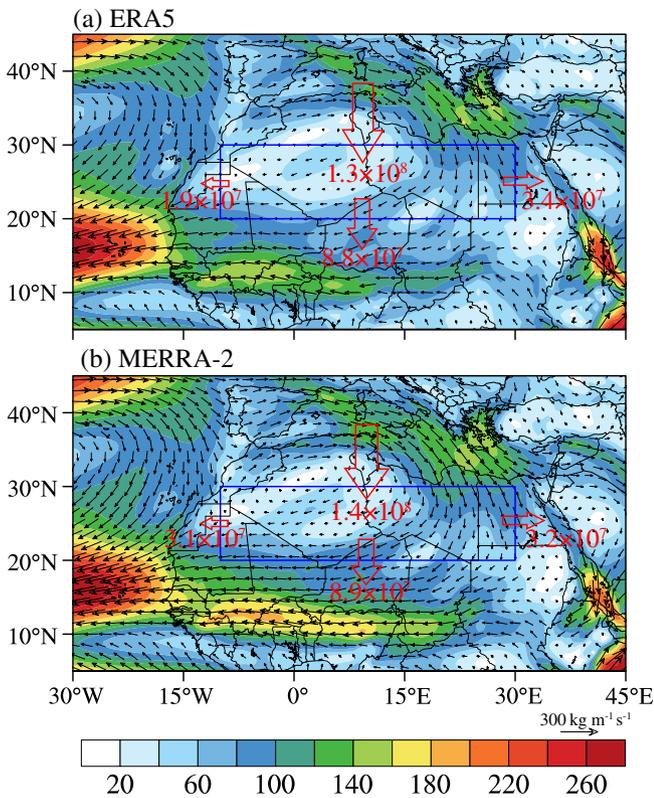 (a) ERA5
40°N
30°N
1.3×10⁸
1.9×10⁷
3.4×10⁷
20°N
8.8×10⁷
10°N
(b) MERRA-2
40°N
30°N
1.4×10⁸
3.1×10⁷
2.2×10⁷
20°N
8.9×10⁷
10°N
30°W 15°W 0° 15°E 30°E 45°E
300 kg m⁻¹ s⁻¹
20 60 100 140 180 220 260